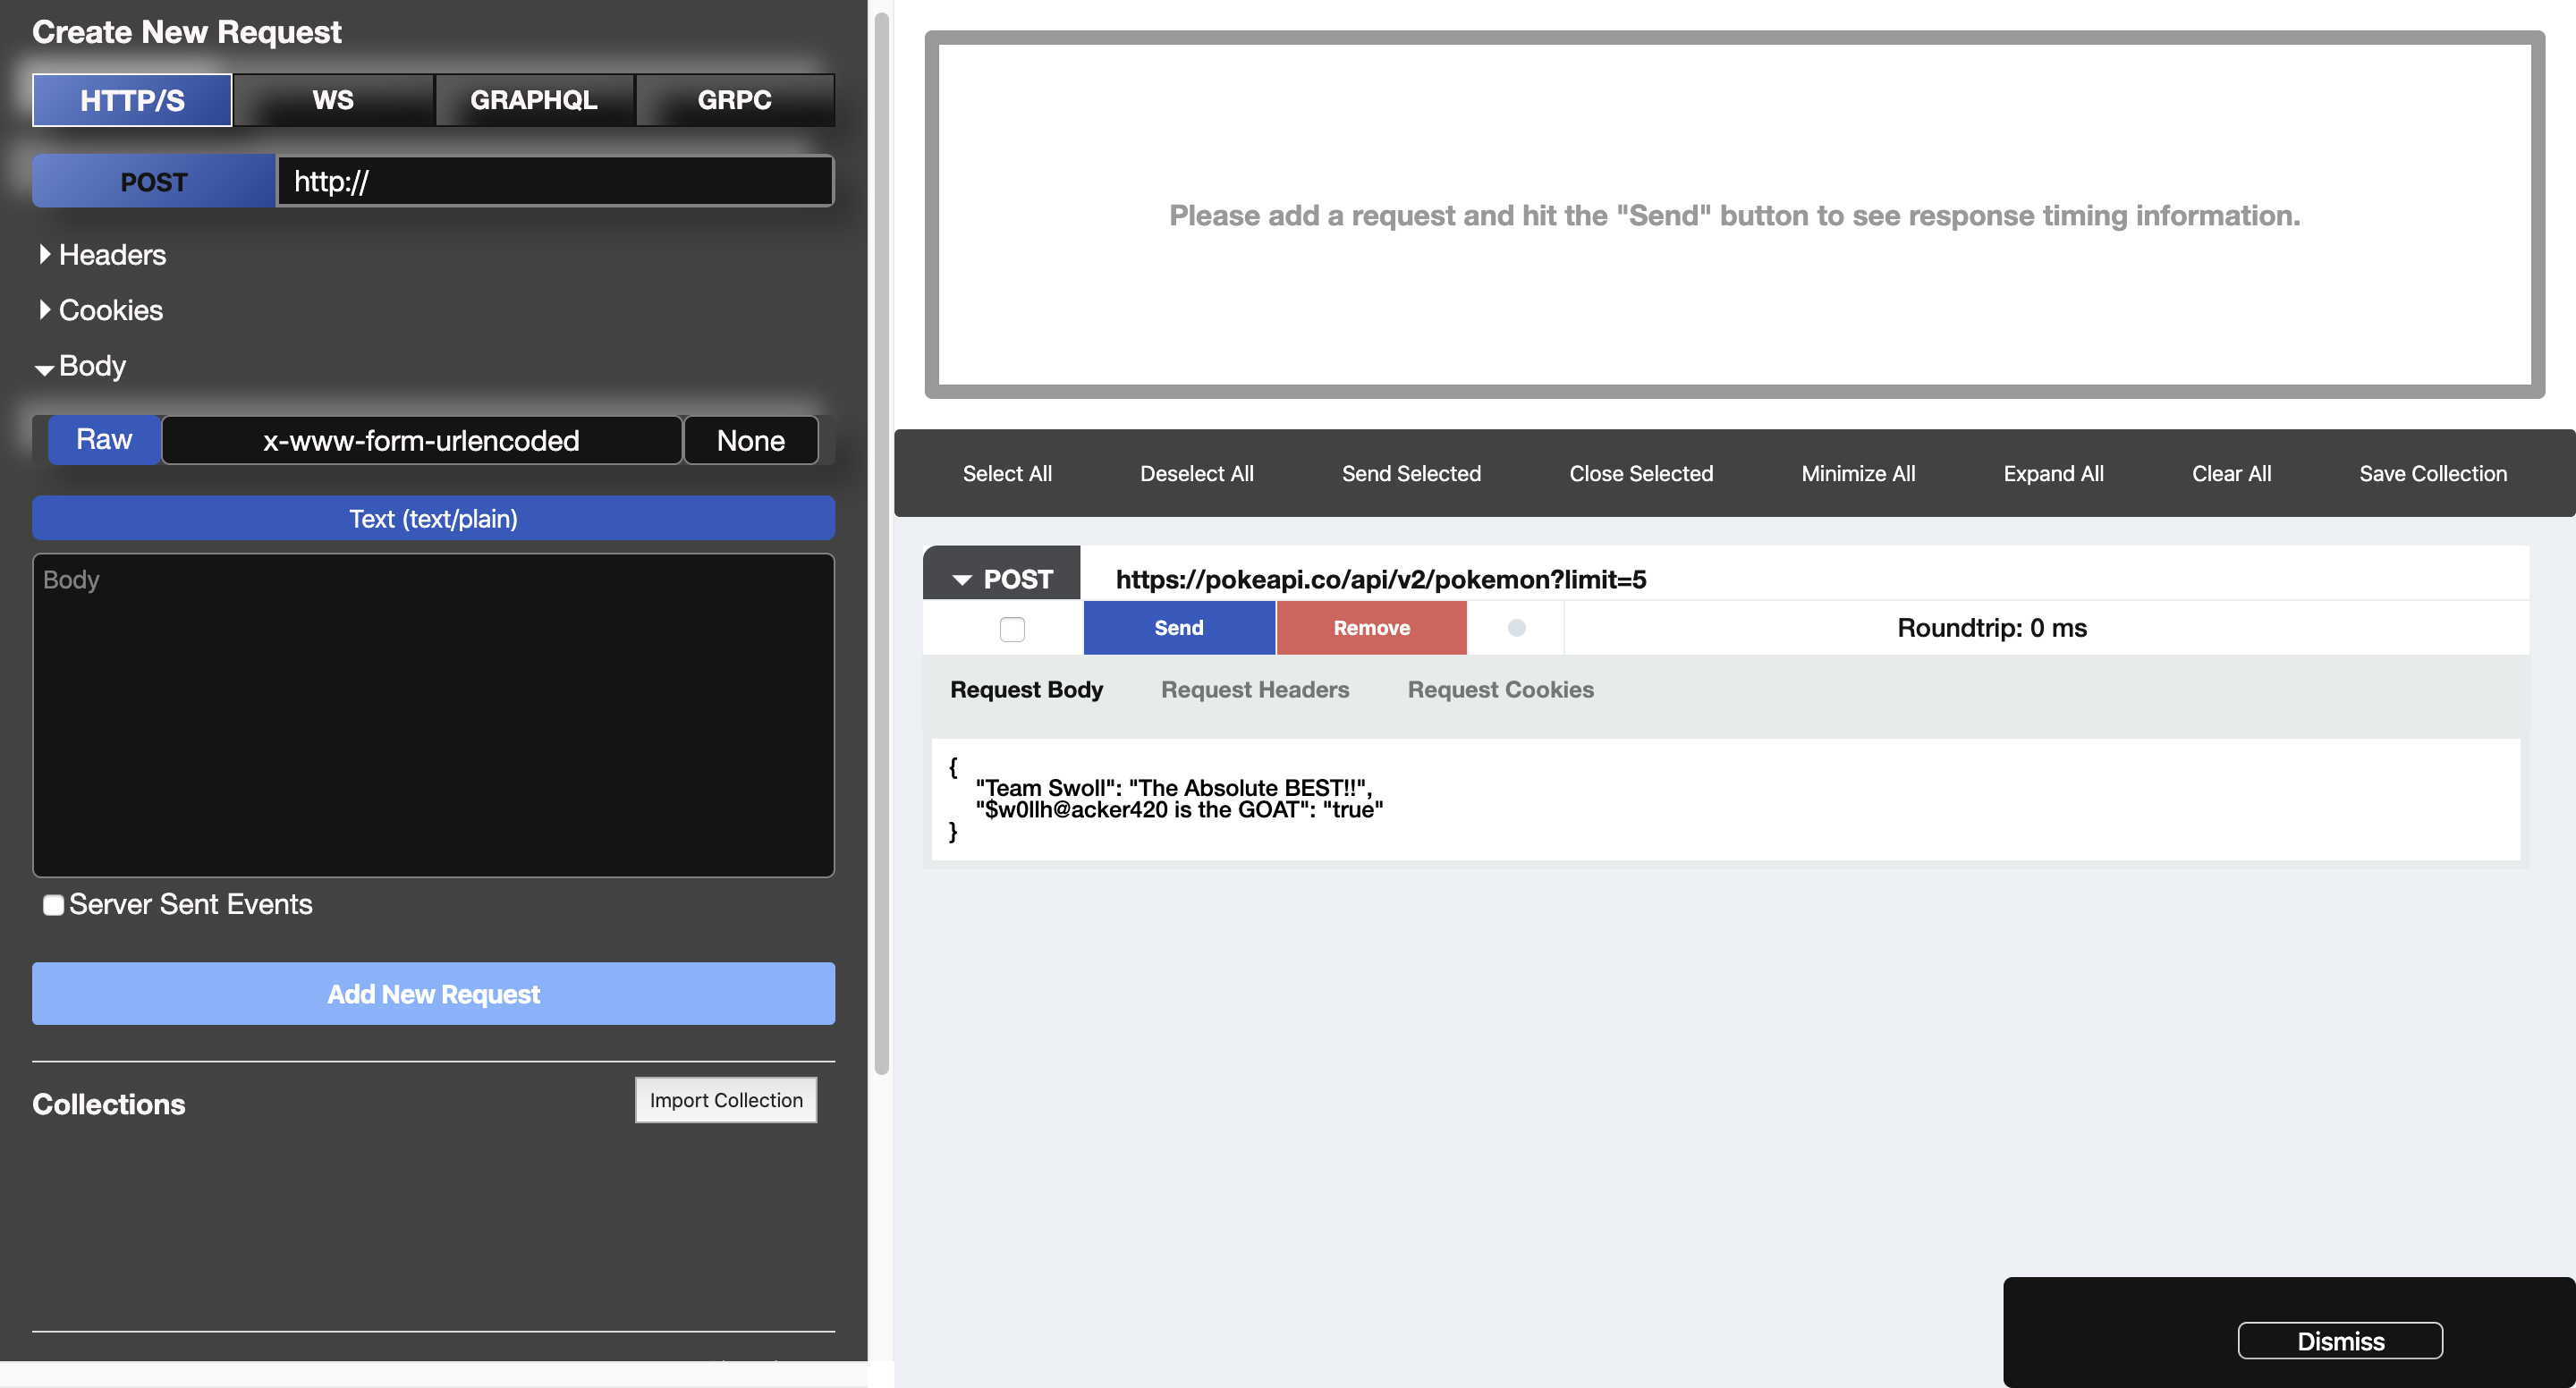 Create New Request
HTTP/S WS GRAPHQL GRPC
POST http://
Headers
Cookies
Body
Raw x-www-form-urlencoded None
Text (text/plain)
Body
Server Sent Events
Add New Request
Collections Import Collection
Please add a request and hit the "Send" button to see response timing information.
Select All Deselect All Send Selected Close Selected Minimize All Expand All Clear All Save Collection
POST https://pokeapi.co/api/v2/pokemon?limit=5
Send Remove Roundtrip: 0 ms
Request Body Request Headers Request Cookies
{
"Team Swoll": "The Absolute BEST!!",
"$w0llh@acker420 is the GOAT": "true"
}
Dismiss